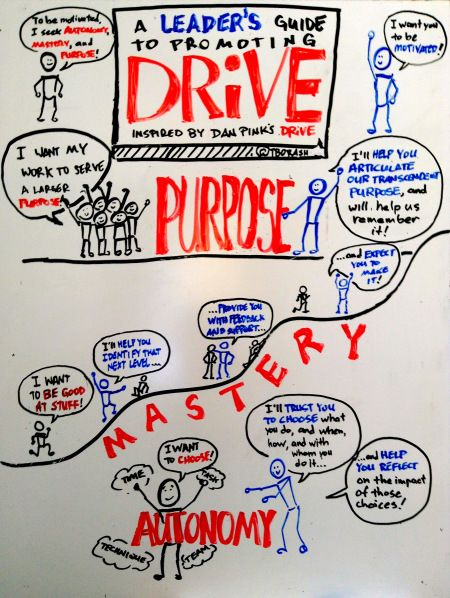 To be motivated,
I seek AUTONOMY,
MASTERY, and
PURPOSE!
A LEADER'S GUIDE
TO PROMOTING
DRiVE
INSPIRED BY DAN PINK'S DRiVE
@TBORASH
I want you
to be
MOTIVATED!
I WANT MY
WORK TO SERVE
A LARGER
PURPOSE!
PURPOSE
I'll HELP YOU
ARTICULATE
OUR TRANSCENDENT
PURPOSE, and
will help us
remember
it!
...and EXPECT
YOU TO
MAKE
IT!
...PROVIDE YOU
WITH FEEDBACK
AND SUPPORT...
I'll HELP YOU
IDENTIFY THAT
NEXT LEVEL...
I WANT
TO BE GOOD
AT STUFF!
MASTERY
I WANT
TO CHOOSE!
TIME
TASK
TECHNIQUE
TEAM
AUTONOMY
I'll TRUST YOU
TO CHOOSE what
you do, and when,
how, and with
whom you
do it...
...and HELP
YOU REFLECT
on the impact
of those
choices!